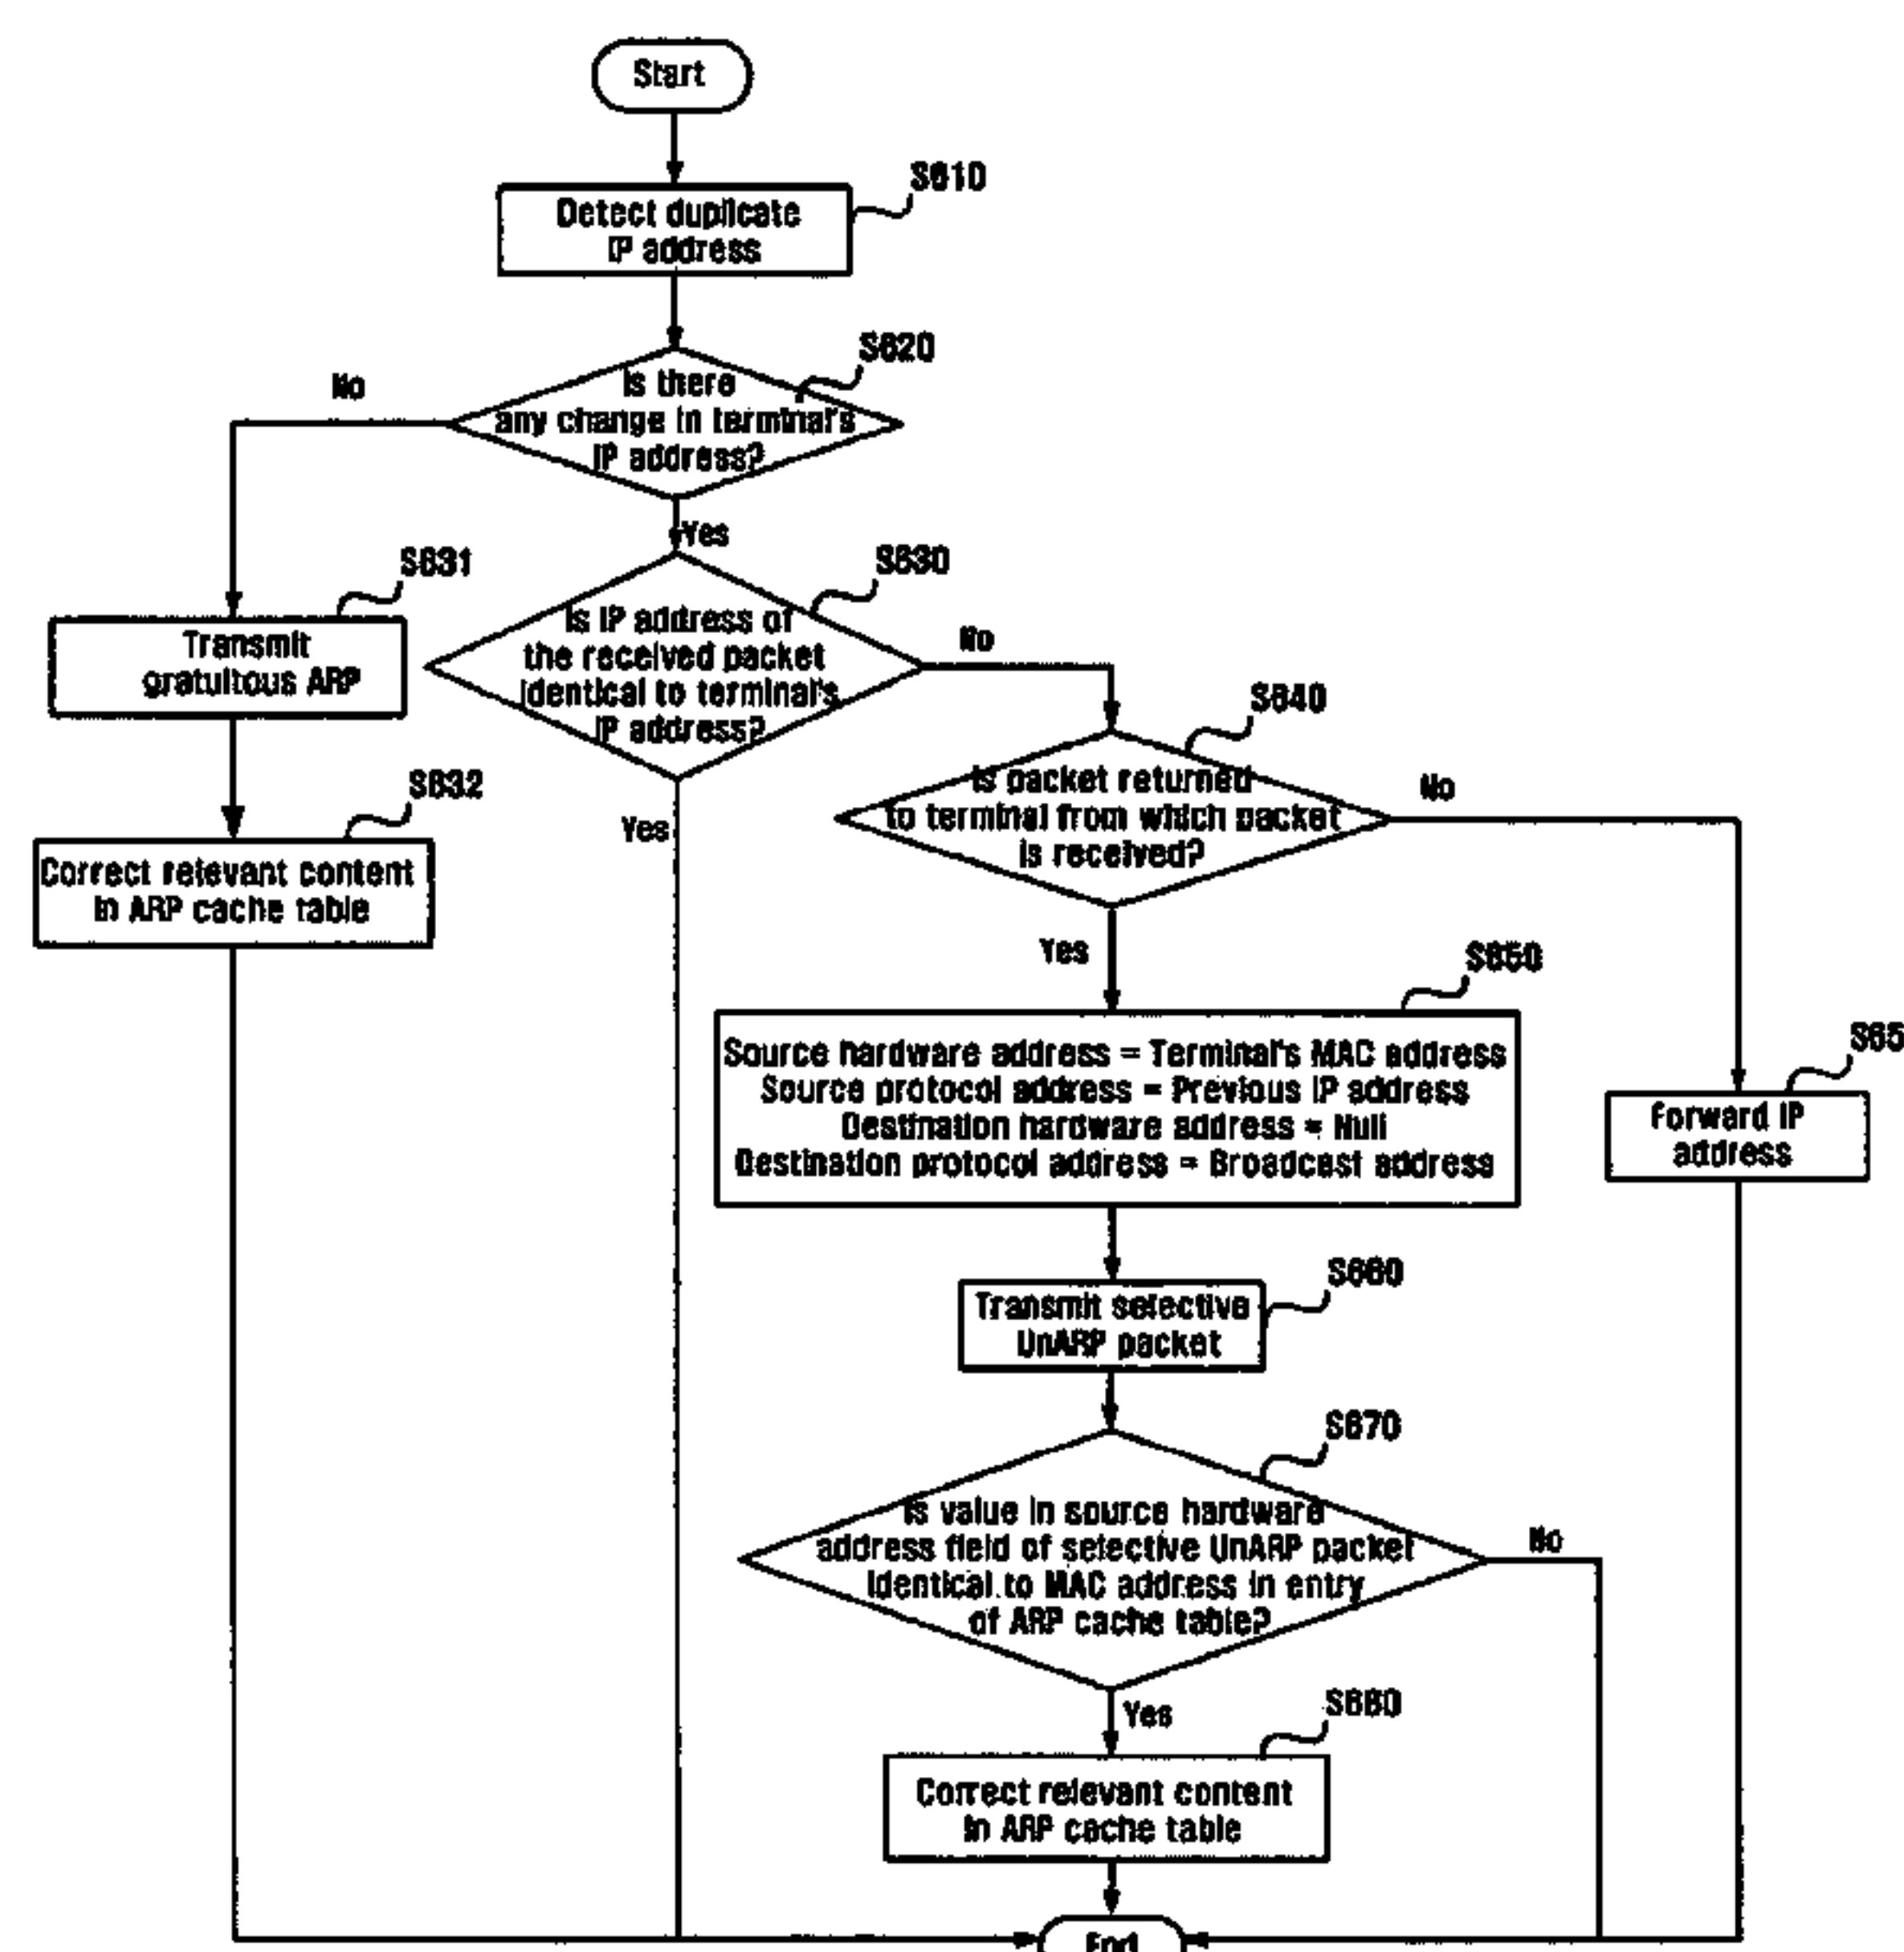 Start
S610
Detect duplicate
IP address
S620
Is there
any change in terminal's
IP address?
No
Yes
S631
Transmit
gratuitous ARP
S630
Is IP address of
the received packet
identical to terminal's
IP address?
No
Yes
S632
Correct relevant content
in ARP cache table
S640
Is packet returned
to terminal from which packet
is received?
No
Yes
S650
Source hardware address = Terminal's MAC address
Source protocol address = Previous IP address
Destination hardware address = Null
Destination protocol address = Broadcast address
S65
Forward IP
address
S660
Transmit selective
UnARP packet
S670
Is value in source hardware
address field of selective UnARP packet
identical to MAC address in entry
of ARP cache table?
No
Yes
S680
Correct relevant content
in ARP cache table
End